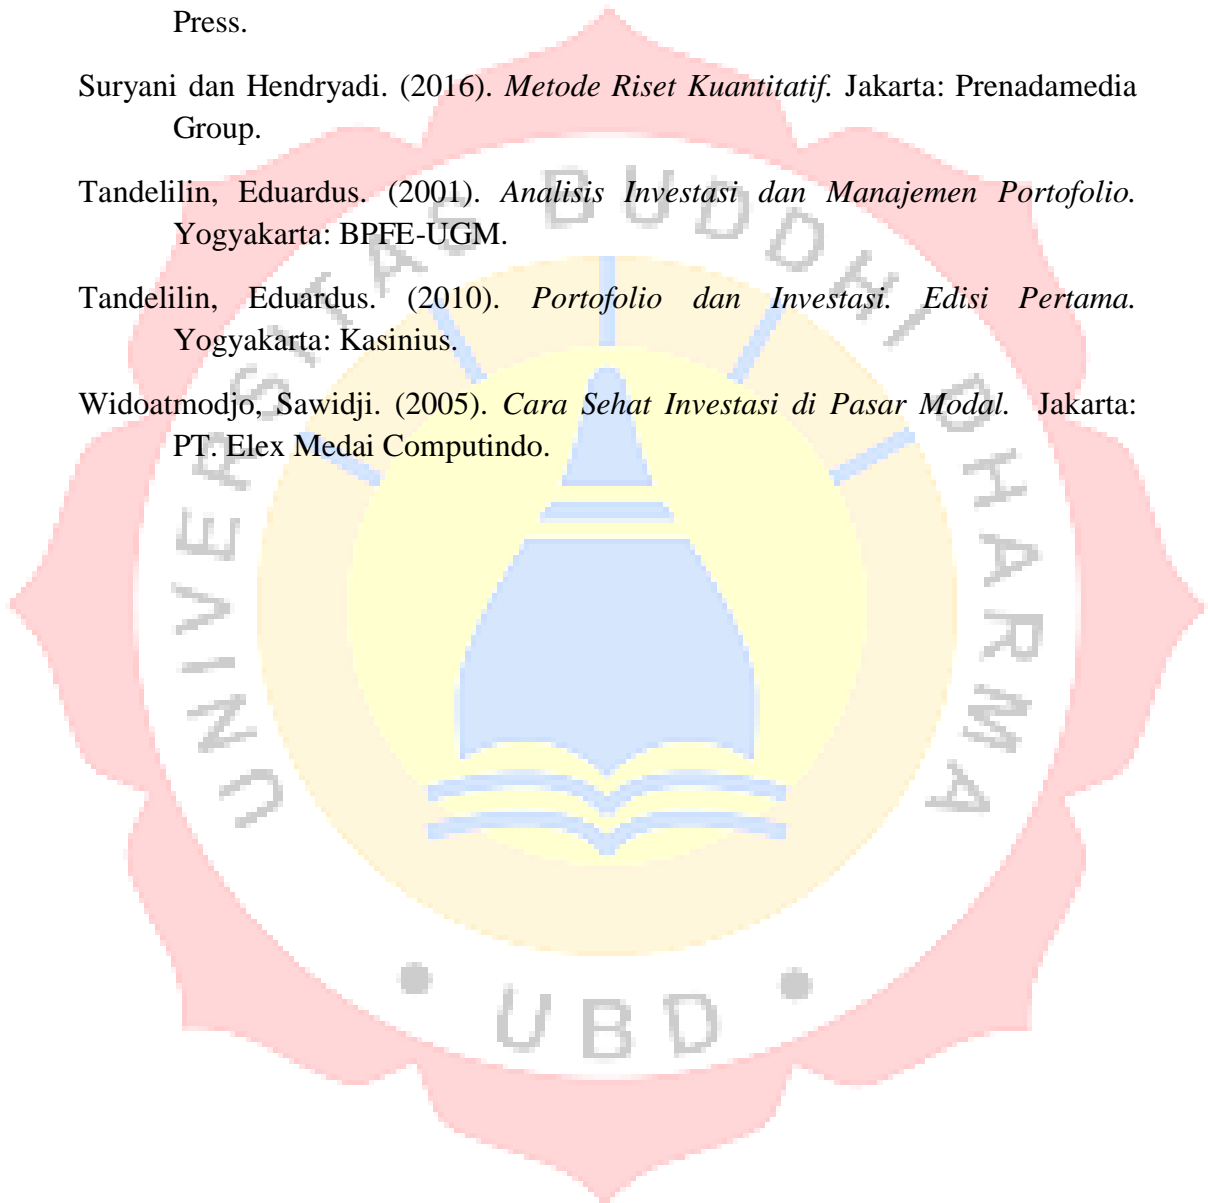 Press.
Suryani dan Hendryadi. (2016). Metode Riset Kuantitatif. Jakarta: Prenadamedia
Group.
Tandelilin, Eduardus. (2001). Analisis Investasi dan Manajemen Portofolio.
Yogyakarta: BPFE-UGM.
Tandelilin, Eduardus. (2010). Portofolio dan Investasi. Edisi Pertama.
Yogyakarta: Kasinius.
Widoatmodjo, Sawidji. (2005). Cara Sehat Investasi di Pasar Modal. Jakarta:
PT. Elex Medai Computindo.
UNIVERSITAS BUDDHI DHARMA
• UBD •